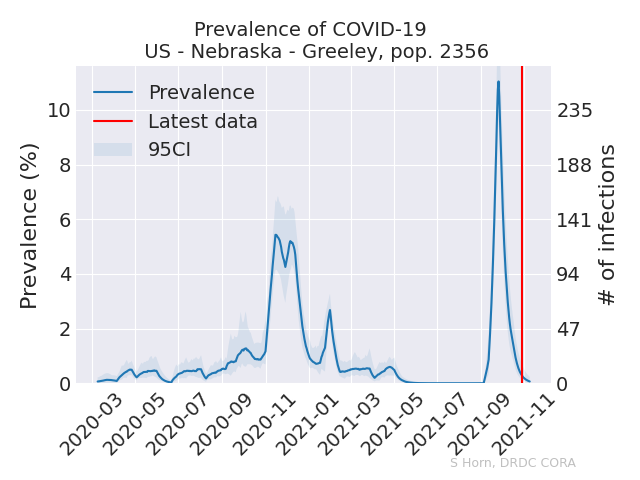 Prevalence of COVID-19
US - Nebraska - Greeley, pop. 2356
Prevalence
Latest data
95CI
Prevalence (%)
10
8
6
4
2
0
# of infections
235
188
141
94
47
0
2020-03
2020-05
2020-07
2020-09
2020-11
2021-01
2021-03
2021-05
2021-07
2021-09
2021-11
S Horn, DRDC CORA